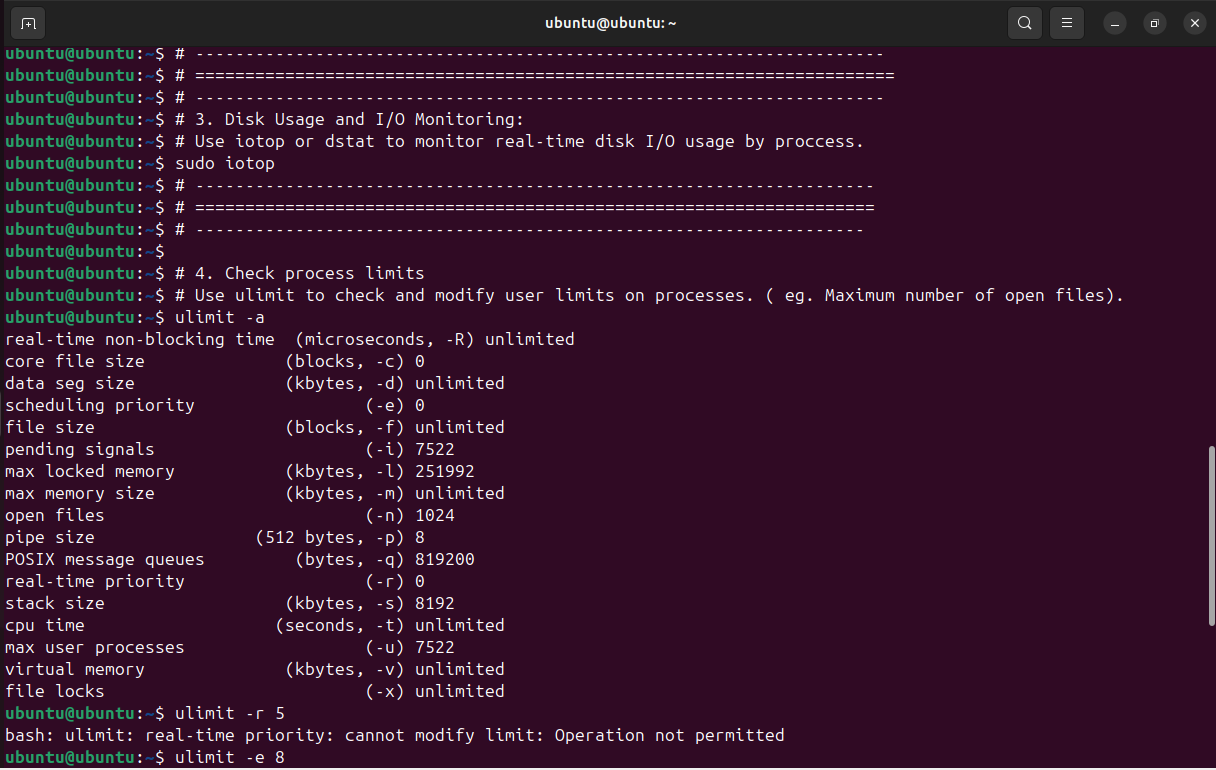 ubuntu@ubuntu: ~
ubuntu@ubuntu:~$ # ---------------------------------------------------------------------
ubuntu@ubuntu:~$ # ======================================================================
ubuntu@ubuntu:~$ # ---------------------------------------------------------------------
ubuntu@ubuntu:~$ # 3. Disk Usage and I/O Monitoring:
ubuntu@ubuntu:~$ # Use iotop or dstat to monitor real-time disk I/O usage by proccess.
ubuntu@ubuntu:~$ sudo iotop
ubuntu@ubuntu:~$ # --------------------------------------------------------------------
ubuntu@ubuntu:~$ # ====================================================================
ubuntu@ubuntu:~$ # -------------------------------------------------------------------
ubuntu@ubuntu:~$
ubuntu@ubuntu:~$ # 4. Check process limits
ubuntu@ubuntu:~$ # Use ulimit to check and modify user limits on processes. ( eg. Maximum number of open files).
ubuntu@ubuntu:~$ ulimit -a
real-time non-blocking time  (microseconds, -R) unlimited
core file size              (blocks, -c) 0
data seg size               (kbytes, -d) unlimited
scheduling priority                 (-e) 0
file size                   (blocks, -f) unlimited
pending signals                     (-i) 7522
max locked memory           (kbytes, -l) 251992
max memory size             (kbytes, -m) unlimited
open files                          (-n) 1024
pipe size                (512 bytes, -p) 8
POSIX message queues         (bytes, -q) 819200
real-time priority                  (-r) 0
stack size                  (kbytes, -s) 8192
cpu time                   (seconds, -t) unlimited
max user processes                  (-u) 7522
virtual memory              (kbytes, -v) unlimited
file locks                          (-x) unlimited
ubuntu@ubuntu:~$ ulimit -r 5
bash: ulimit: real-time priority: cannot modify limit: Operation not permitted
ubuntu@ubuntu:~$ ulimit -e 8